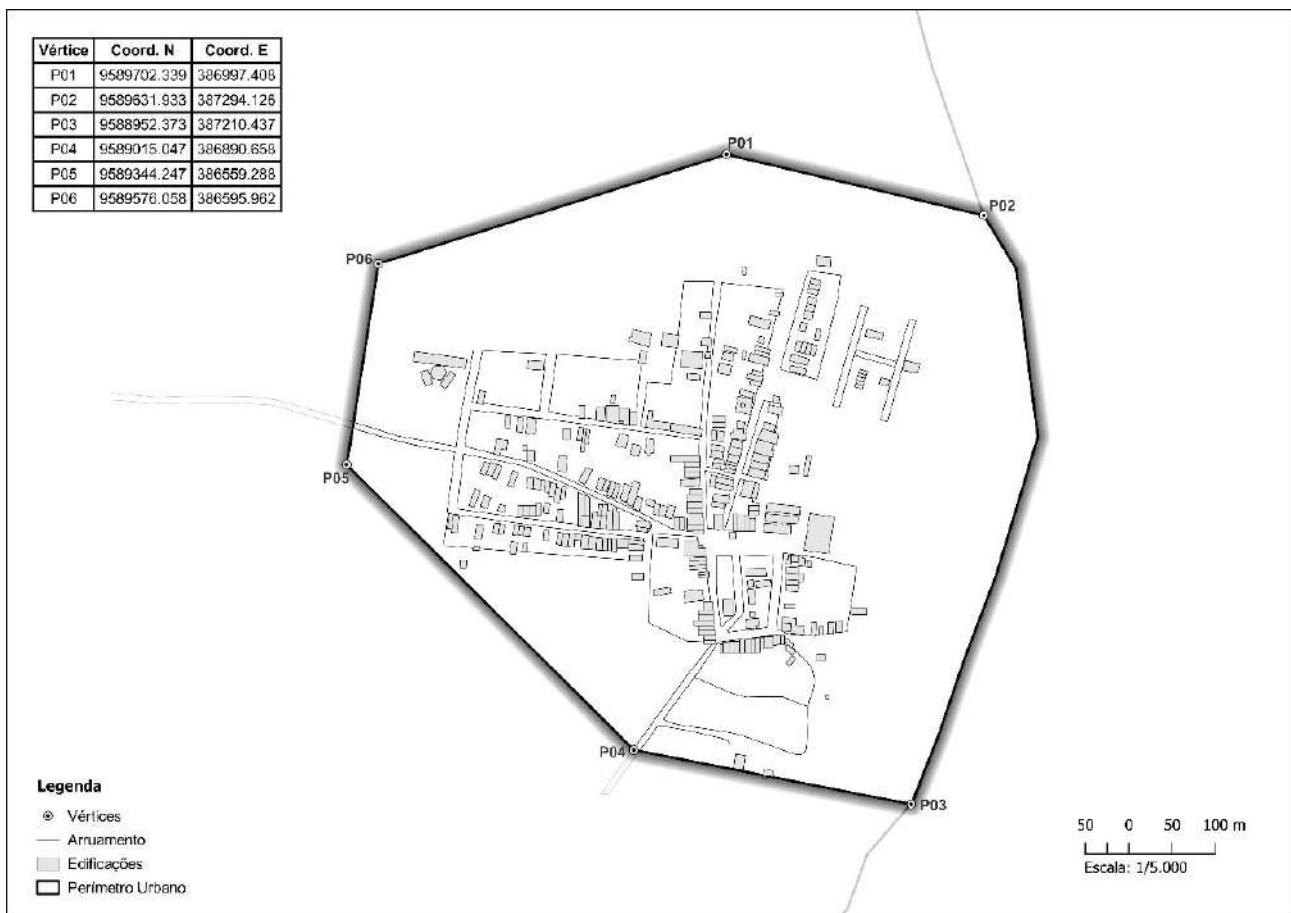 Vértice Coord. N Coord. E
P01 9589702.339 386997.408
P02 9589631.933 387294.126
P03 9588952.373 387210.437
P04 9589015.047 386890.658
P05 9589344.247 386559.288
P06 9589576.058 386595.962
P01
P02
P06
P05
P04
P03
Legenda
Vértices
Arruamento
Edificações
Perímetro Urbano
50 0 50 100 m
Escala: 1/5.000